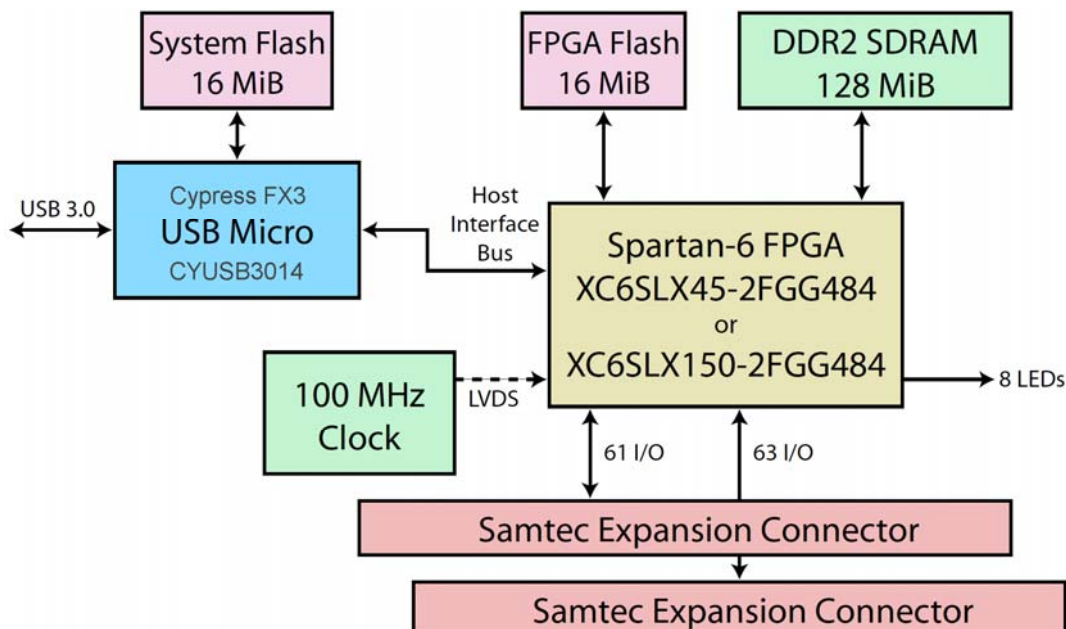 System Flash
16 MiB
FPGA Flash
16 MiB
DDR2 SDRAM
128 MiB
USB 3.0
Cypress FX3
USB Micro
CYUSB3014
Host
Interface
Bus
Spartan-6 FPGA
XC6SLX45-2FGG484
or
XC6SLX150-2FGG484
100 MHz
Clock
LVDS
8 LEDs
61 I/O
63 I/O
Samtec Expansion Connector
Samtec Expansion Connector